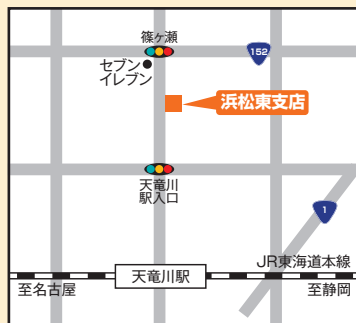 篠ヶ瀬
152
セブン
イレブン
浜松東支店
天竜川
駅入口
1
JR東海道本線
天竜川駅
至名古屋
至静岡